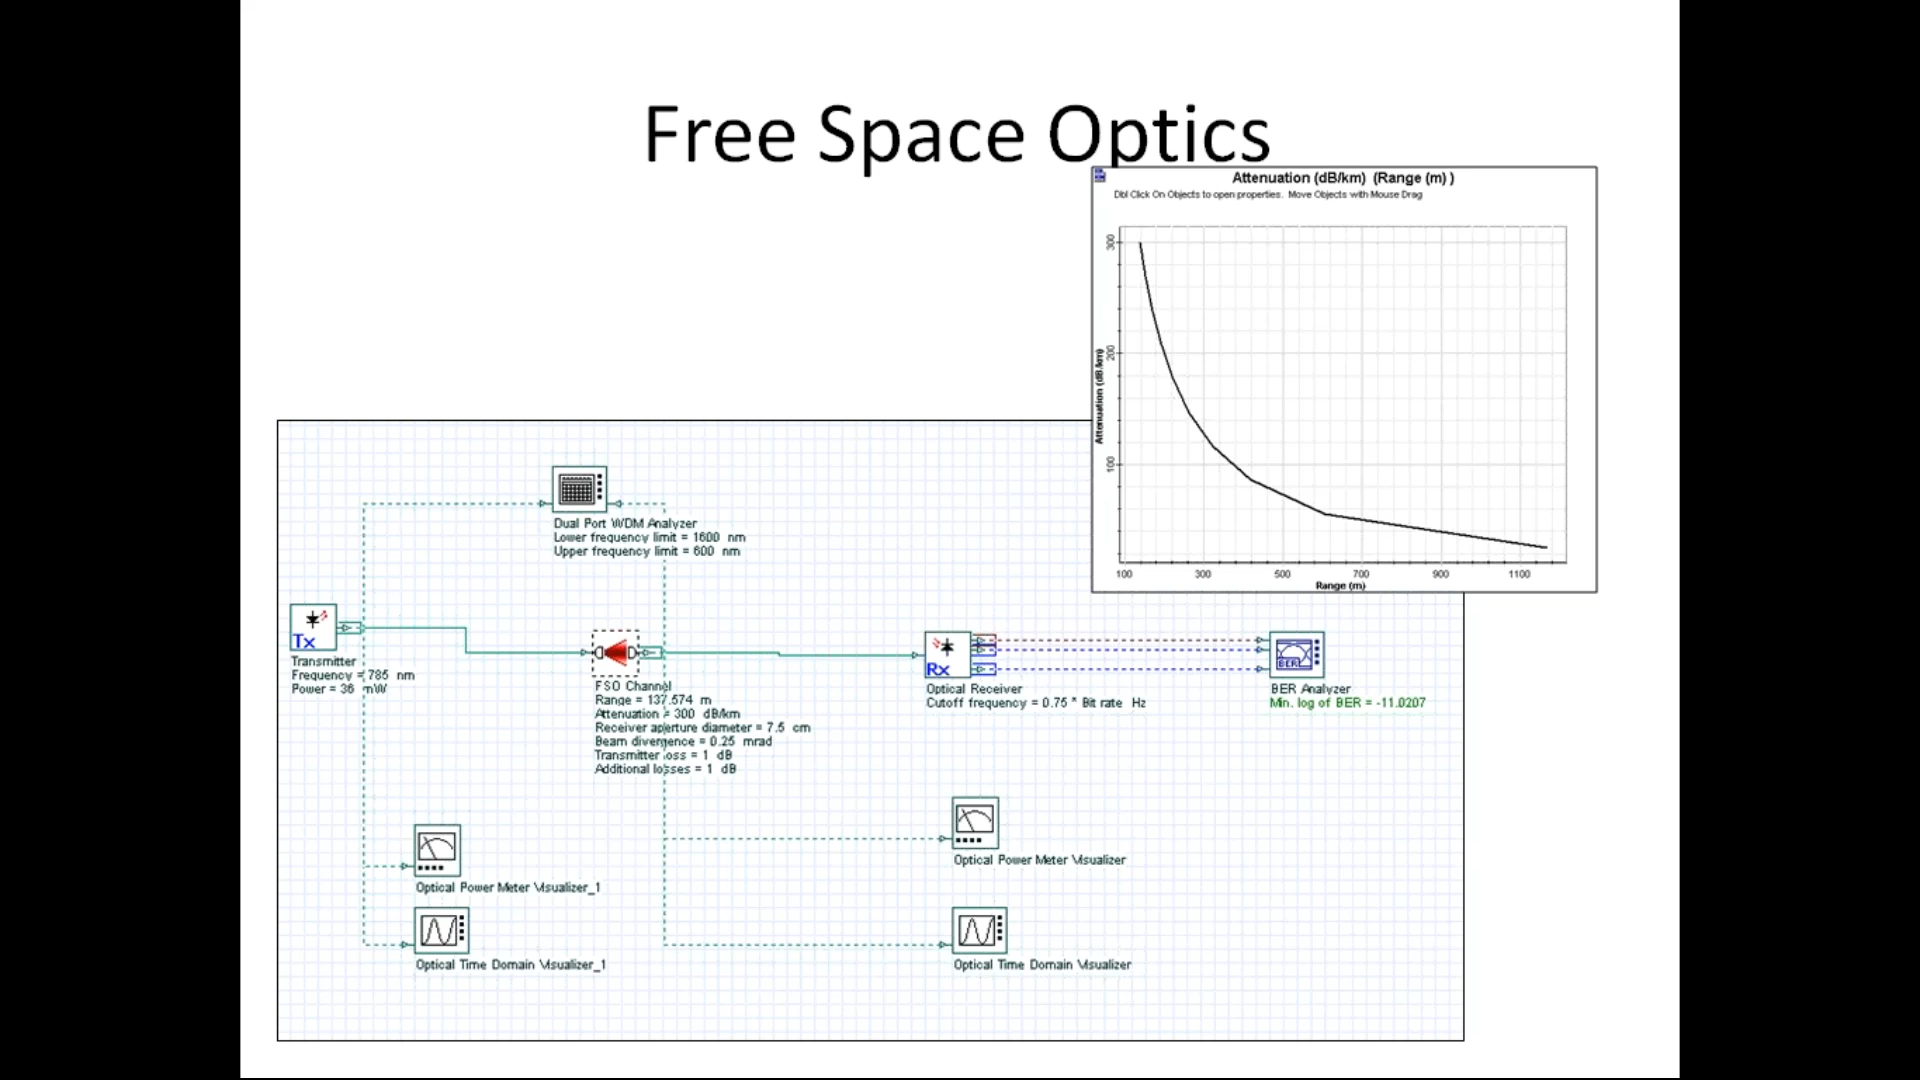 Free Space Optics
Attenuation (dB/km) (Range (m) )
Dbl Click On Objects to open properties. Move Objects with Mouse Drag
300
200
100
Attenuation (dB/km)
100 300 500 700 900 1100
Range (m)
Dual Port WDM Analyzer
Lower frequency limit = 1600 nm
Upper frequency limit = 600 nm
Tx
Transmitter
Frequency = 785 nm
Power = 36 mW
FSO Channel
Range = 137.574 m
Attenuation = 300 dB/km
Receiver aperture diameter = 7.5 cm
Beam divergence = 0.25 mrad
Transmitter loss = 1 dB
Additional losses = 1 dB
Rx
Optical Receiver
Cutoff frequency = 0.75 * Bit rate Hz
BER
BER Analyzer
Min. log of BER = -11.0207
Optical Power Meter Visualizer_1
Optical Time Domain Visualizer_1
Optical Power Meter Visualizer
Optical Time Domain Visualizer